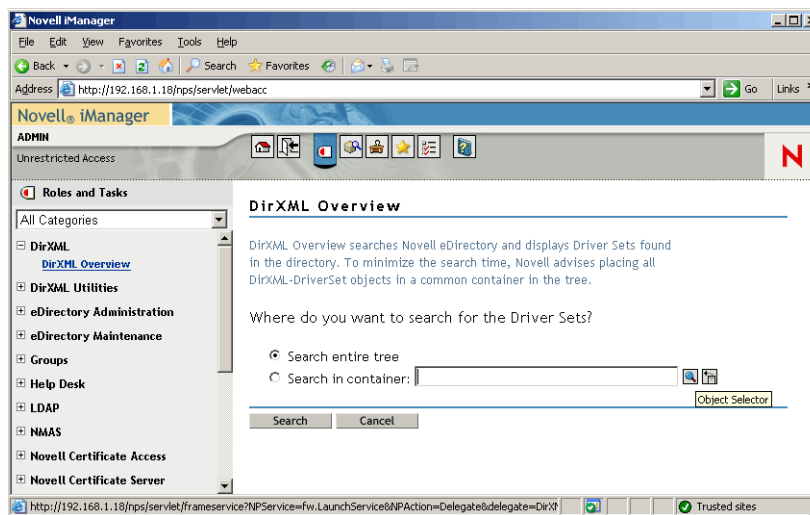 Novell iManager
File Edit View Favorites Tools Help
Back Search Favorites
Address http://192.168.1.18/nps/servlet/webacc Go Links
Novell® iManager
ADMIN
Unrestricted Access
N
Roles and Tasks
All Categories
DirXML
DirXML Overview
DirXML Utilities
eDirectory Administration
eDirectory Maintenance
Groups
Help Desk
LDAP
NMAS
Novell Certificate Access
Novell Certificate Server
DirXML Overview
DirXML Overview searches Novell eDirectory and displays Driver Sets found
in the directory. To minimize the search time, Novell advises placing all
DirXML-DriverSet objects in a common container in the tree.
Where do you want to search for the Driver Sets?
Search entire tree
Search in container:
Object Selector
Search Cancel
http://192.168.1.18/nps/servlet/frameservice?NPService=fw.LaunchService&NPAction=Delegate&delegate=DirXM Trusted sites